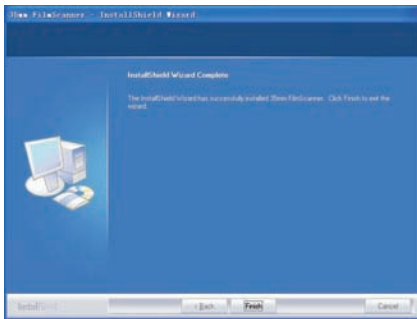 35mm FilmScanner - InstallShield Wizard
InstallShield Wizard Complete
The InstallShield Wizard has successfully installed 35mm FilmScanner. Click Finish to exit the
wizard.
InstallShield
< Back
Finish
Cancel